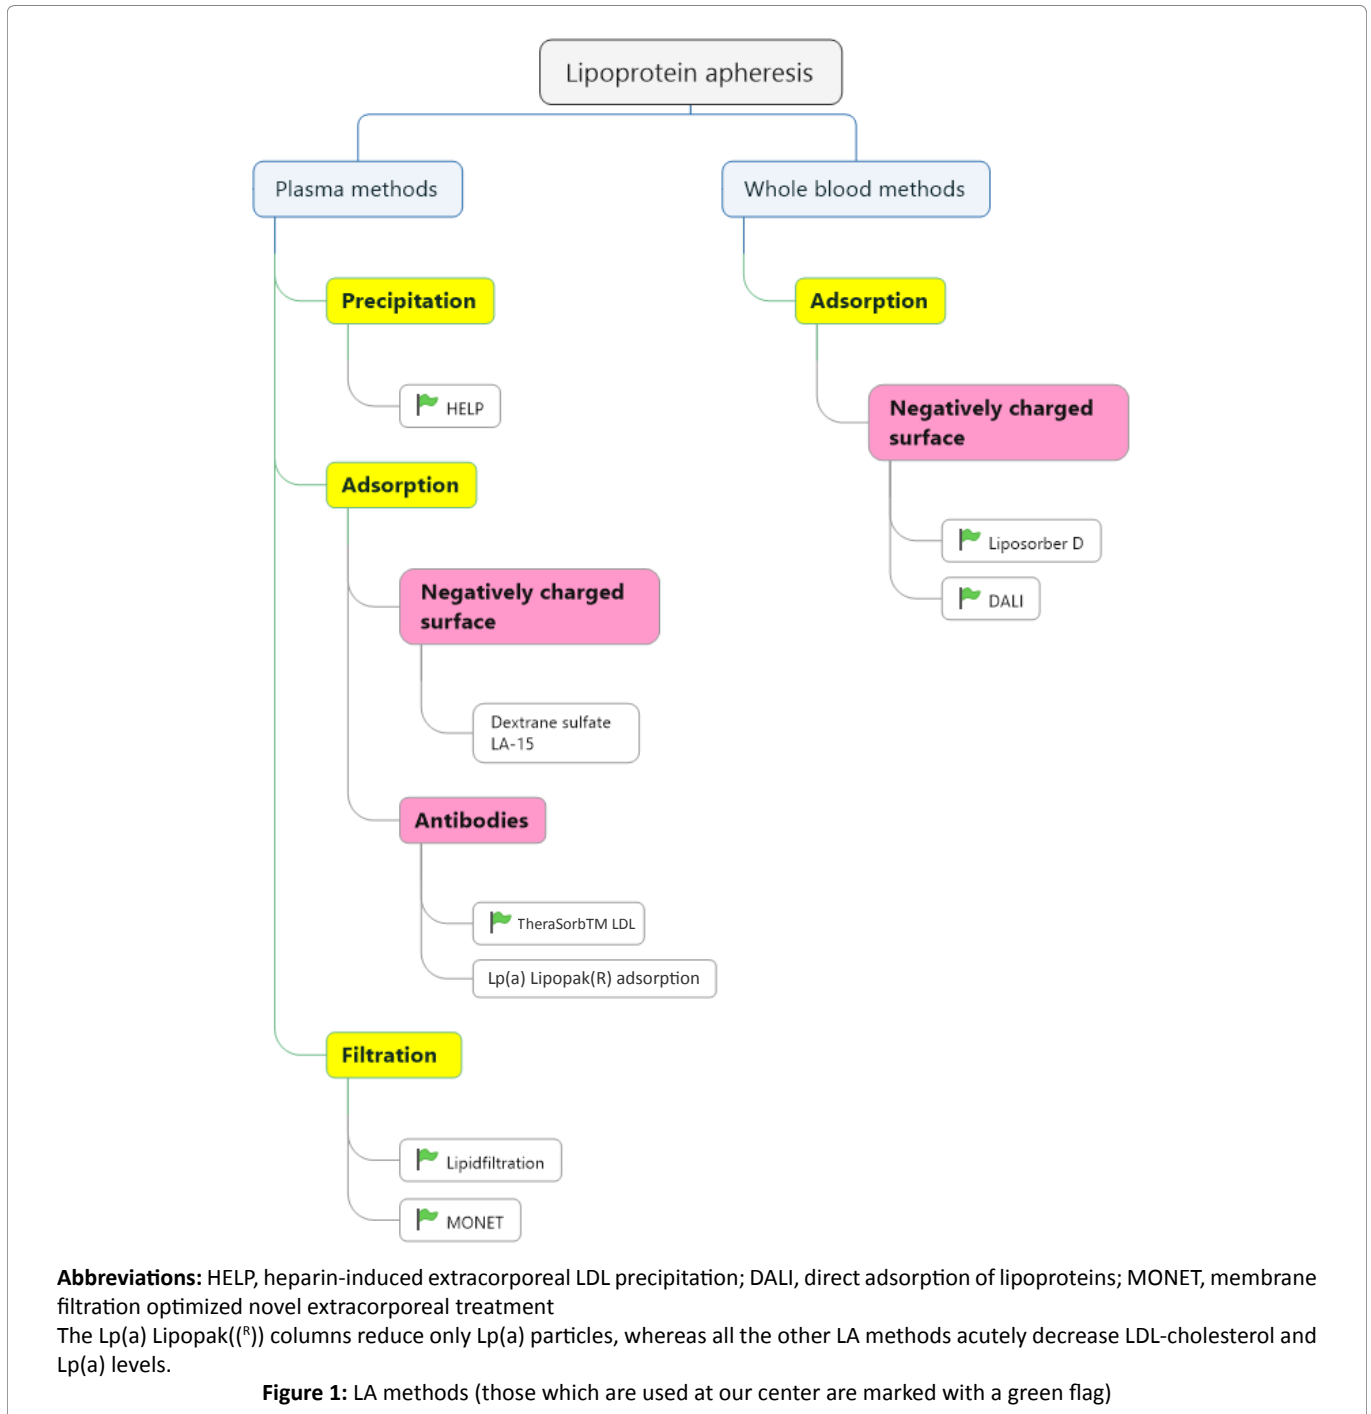 Lipoprotein apheresis
Plasma methods
Whole blood methods
Precipitation
HELP
Adsorption
Negatively charged
surface
Dextrane sulfate
LA-15
Antibodies
TheraSorbTM LDL
Lp(a) Lipopak(R) adsorption
Filtration
Lipidfiltration
MONET
Adsorption
Negatively charged
surface
Liposorber D
DALI
Abbreviations: HELP, heparin-induced extracorporeal LDL precipitation; DALI, direct adsorption of lipoproteins; MONET, membrane
filtration optimized novel extracorporeal treatment
The Lp(a) Lipopak((ᴿ)) columns reduce only Lp(a) particles, whereas all the other LA methods acutely decrease LDL-cholesterol and
Lp(a) levels.
Figure 1: LA methods (those which are used at our center are marked with a green flag)